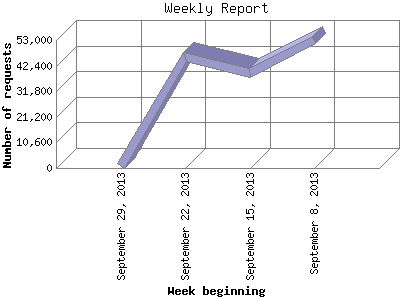 Weekly Report
Number of requests
53,000
42,400
31,800
21,200
10,600
0
September 29, 2013
September 22, 2013
September 15, 2013
September 8, 2013
Week beginning